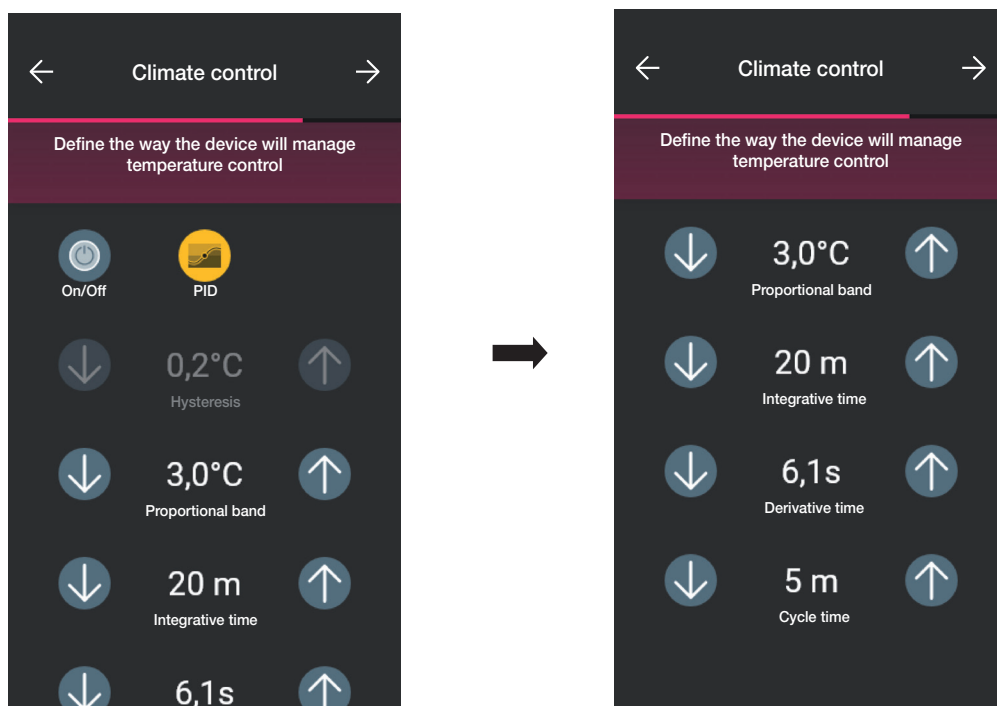 Climate control
Define the way the device will manage
temperature control
On/Off
PID
0,2°C
Hysteresis
3,0°C
Proportional band
20 m
Integrative time
6,1s
Climate control
Define the way the device will manage
temperature control
3,0°C
Proportional band
20 m
Integrative time
6,1s
Derivative time
5 m
Cycle time